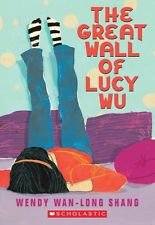 THE
GREAT
WALL
OF
LUCY
WU
WENDY WAN-LONG SHANG
SCHOLASTIC